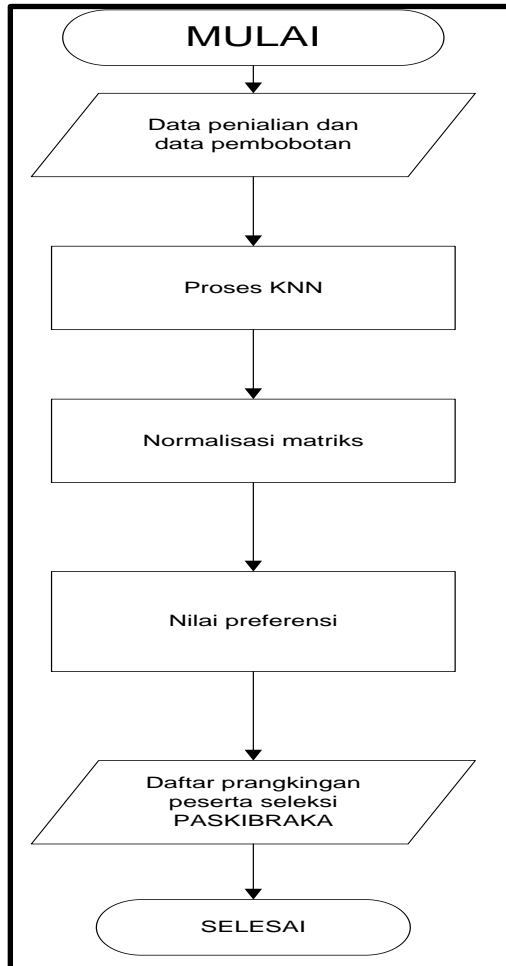 MULAI
Data penialian dan
data pembobotan
Proses KNN
Normalisasi matriks
Nilai preferensi
Daftar prangkingan
peserta seleksi
PASKIBRAKA
SELESAI